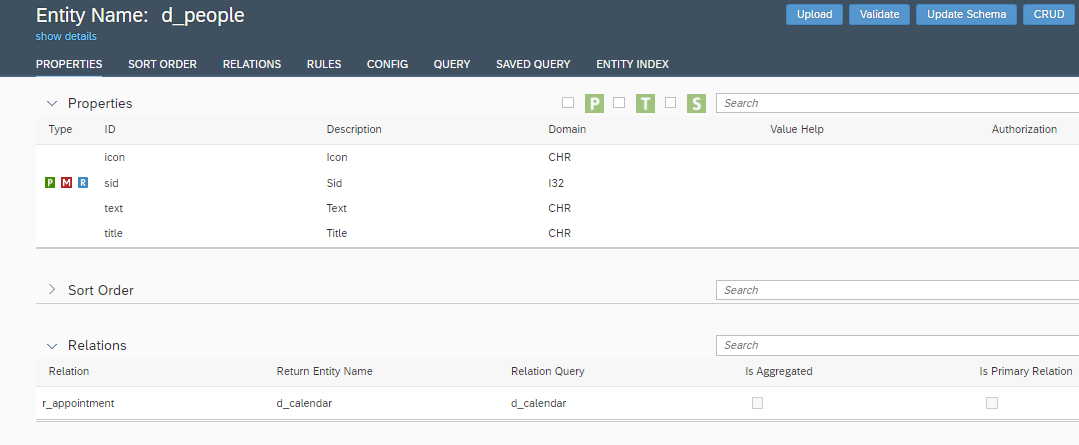 Entity Name: d_people
Upload Validate Update Schema CRUD
show details
PROPERTIES SORT ORDER RELATIONS RULES CONFIG QUERY SAVED QUERY ENTITY INDEX
Properties P T S Search
Type ID Description Domain Value Help Authorization
icon Icon CHR
P M R sid Sid I32
text Text CHR
title Title CHR
Sort Order Search
Relations Search
Relation Return Entity Name Relation Query Is Aggregated Is Primary Relation
r_appointment d_calendar d_calendar